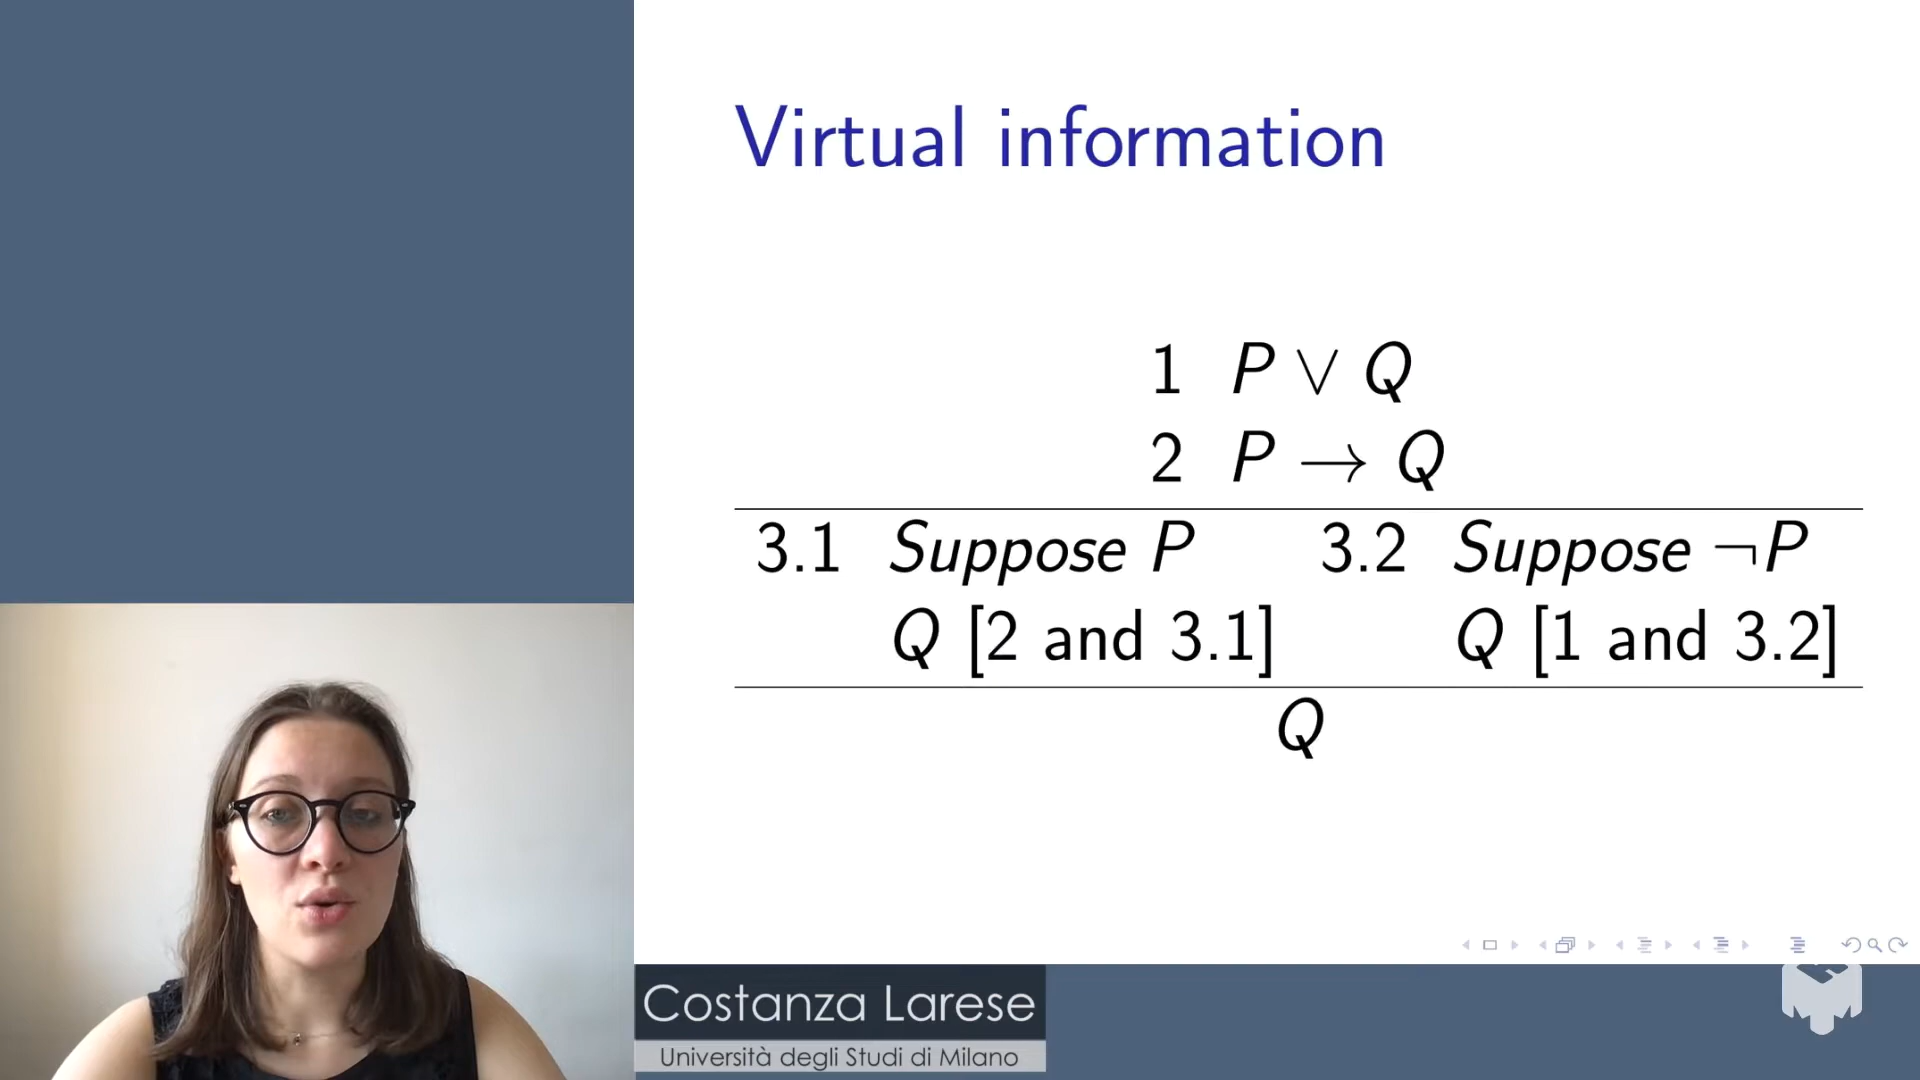 Virtual information
1 P ∨ Q
2 P → Q
3.1 Suppose P 3.2 Suppose ¬P
Q [2 and 3.1] Q [1 and 3.2]
Q
Costanza Larese
Università degli Studi di Milano